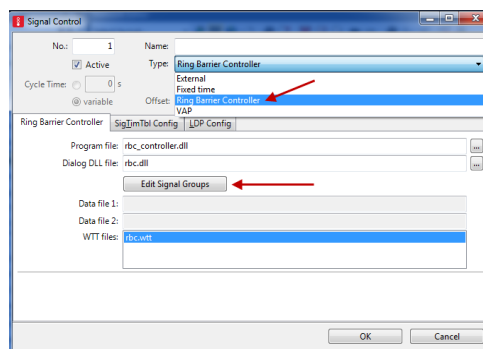 Signal Control
No.: 1 Name:
Active Type: Ring Barrier Controller
External
Cycle Time: 0 s Fixed time
variable Offset: Ring Barrier Controller
VAP
Ring Barrier Controller SigTimTbl Config LDP Config
Program file: rbc_controller.dll ...
Dialog DLL file: rbc.dll ...
Edit Signal Groups
Data file 1:
Data file 2:
WTT files: rbc.wtt
OK Cancel